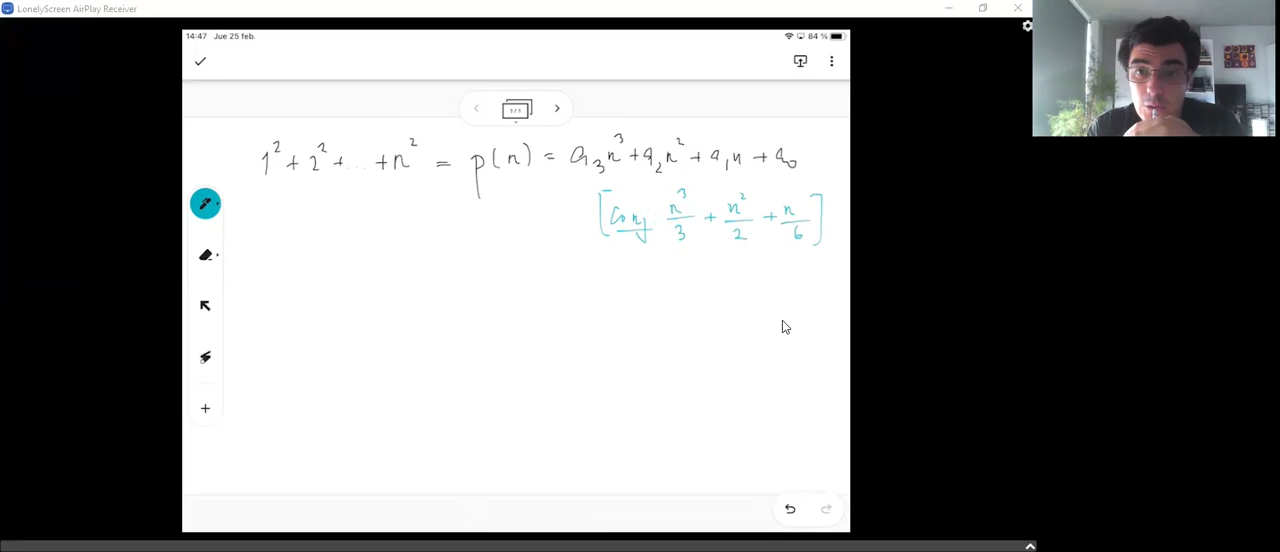 LonelyScreen AirPlay Receiver
14:47 Jue 25 feb. 84 %
1/1
1² + 2² + ... + n² = p(n) = a₃n³ + a₂n² + a₁n + a₀
[Conj n³/3 + n²/2 + n/6]